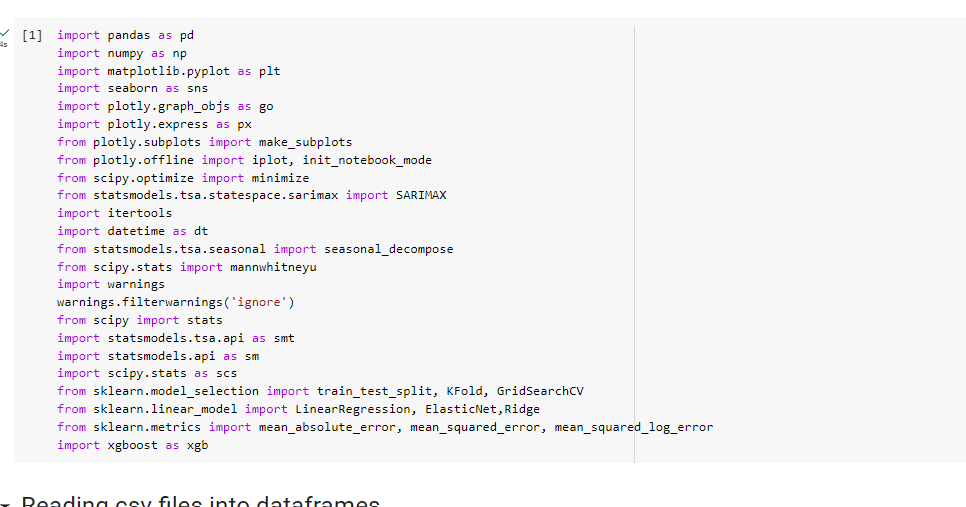 [1] import pandas as pd
import numpy as np
import matplotlib.pyplot as plt
import seaborn as sns
import plotly.graph_objs as go
import plotly.express as px
from plotly.subplots import make_subplots
from plotly.offline import iplot, init_notebook_mode
from scipy.optimize import minimize
from statsmodels.tsa.statespace.sarimax import SARIMAX
import itertools
import datetime as dt
from statsmodels.tsa.seasonal import seasonal_decompose
from scipy.stats import mannwhitneyu
import warnings
warnings.filterwarnings('ignore')
from scipy import stats
import statsmodels.tsa.api as smt
import statsmodels.api as sm
import scipy.stats as scs
from sklearn.model_selection import train_test_split, KFold, GridSearchCV
from sklearn.linear_model import LinearRegression, ElasticNet,Ridge
from sklearn.metrics import mean_absolute_error, mean_squared_error, mean_squared_log_error
import xgboost as xgb
Reading csv files into dataframes